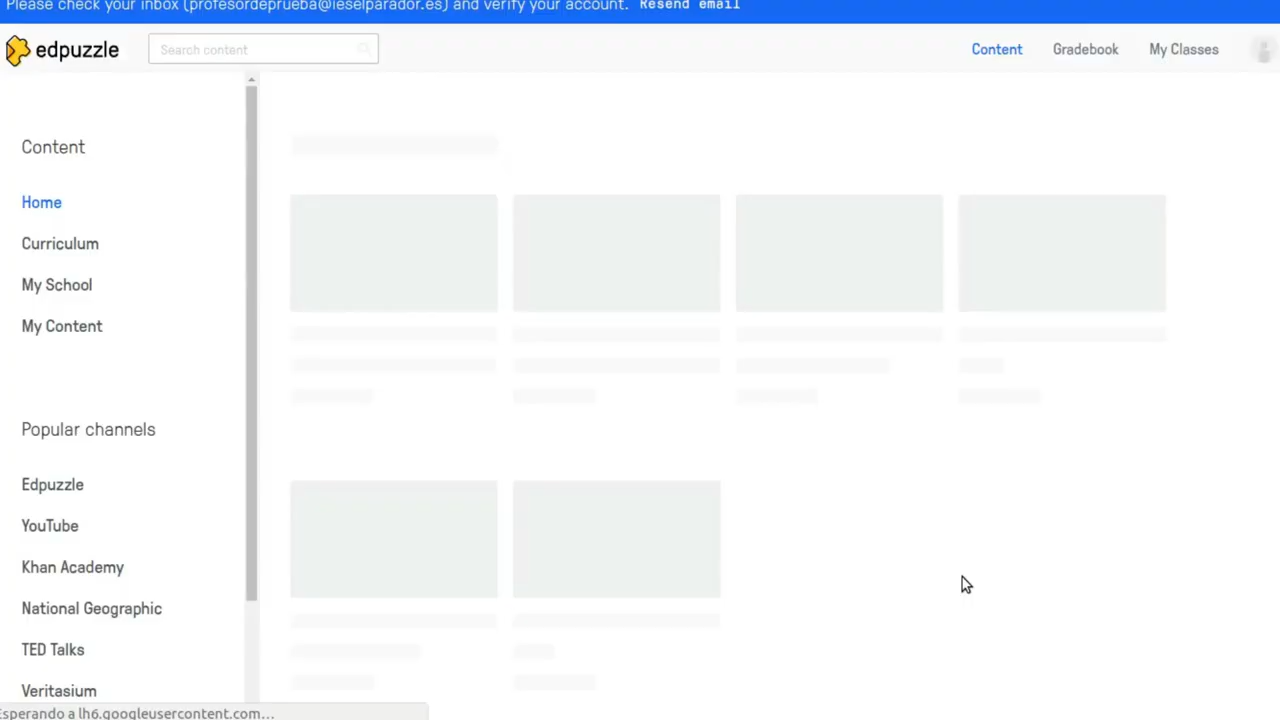 Please check your inbox (profesordeprueba@ieselparador.es) and verify your account. Resend email
edpuzzle
Search content
Content
Gradebook
My Classes
Content
Home
Curriculum
My School
My Content
Popular channels
Edpuzzle
YouTube
Khan Academy
National Geographic
TED Talks
Veritasium
Esperando a lh6.googleusercontent.com...